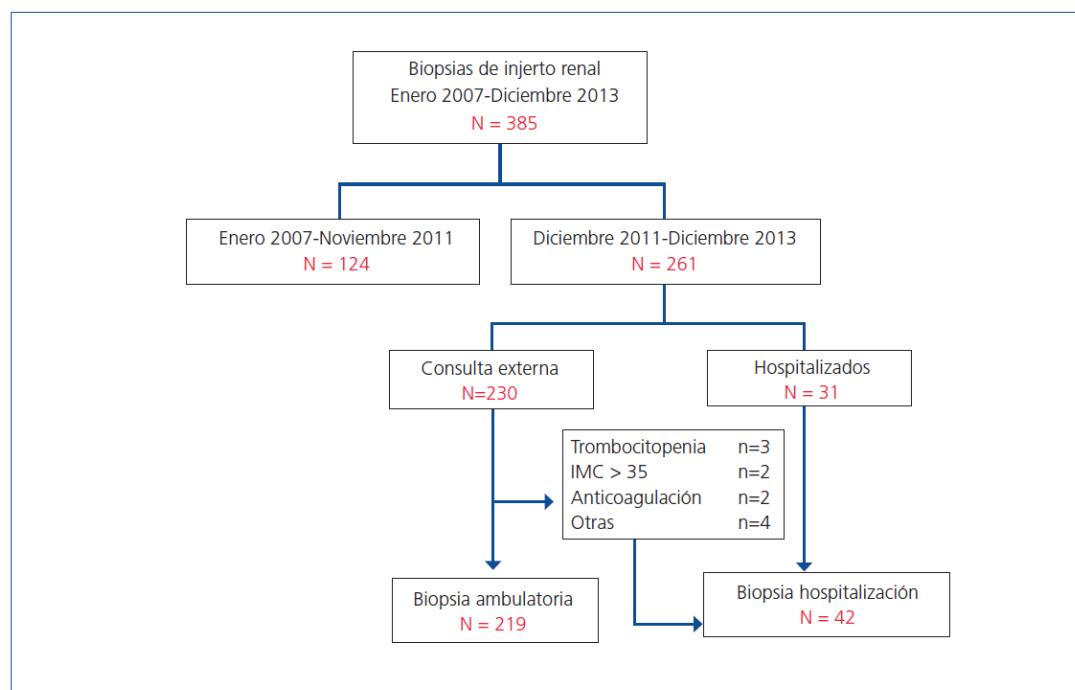 Biopsias de injerto renal
Enero 2007-Diciembre 2013
N = 385
Enero 2007-Noviembre 2011
N = 124
Diciembre 2011-Diciembre 2013
N = 261
Consulta externa
N=230
Hospitalizados
N = 31
Trombocitopenia n=3
IMC > 35 n=2
Anticoagulación n=2
Otras n=4
Biopsia ambulatoria
N = 219
Biopsia hospitalización
N = 42